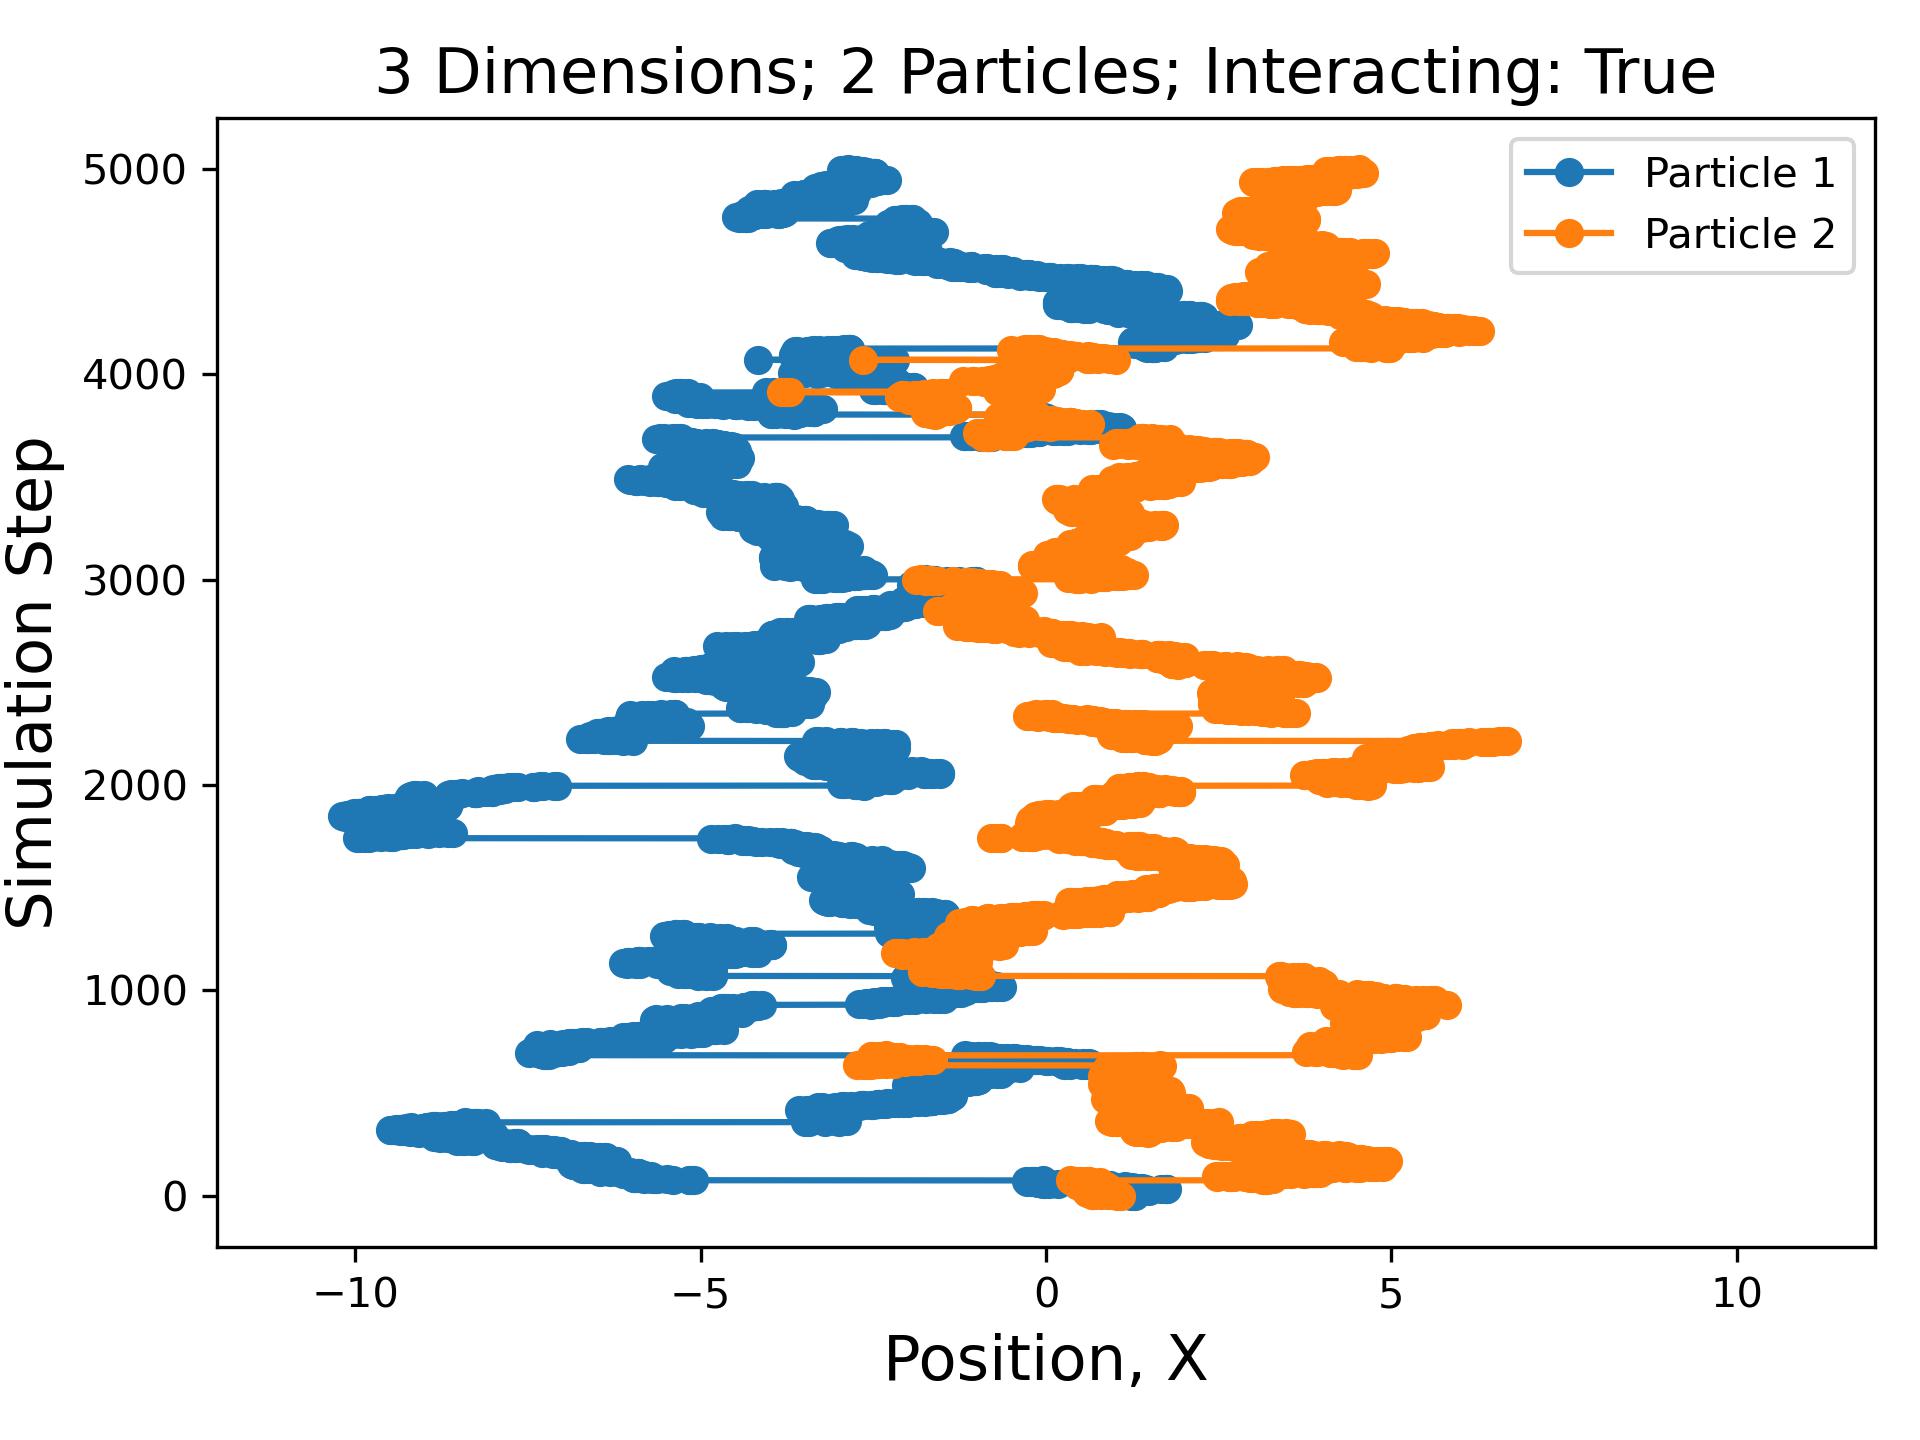 3 Dimensions; 2 Particles; Interacting: True
Particle 1
Particle 2
5000
4000
3000
2000
1000
0
Simulation Step
−10
−5
0
5
10
Position, X